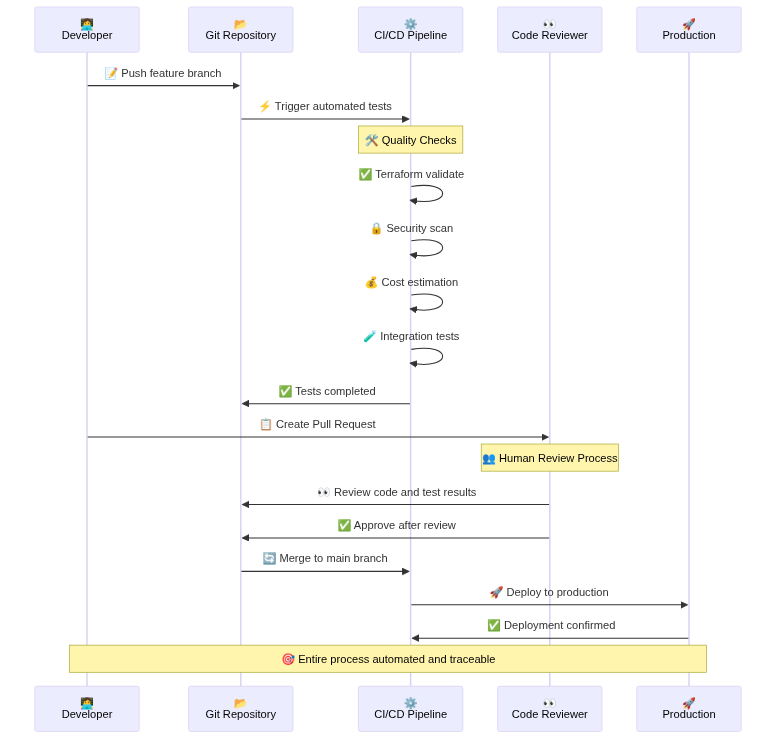 👩‍💻
Developer
📂
Git Repository
⚙️
CI/CD Pipeline
👀
Code Reviewer
🚀
Production
📝 Push feature branch
⚡ Trigger automated tests
🛠️ Quality Checks
✅ Terraform validate
🔒 Security scan
💰 Cost estimation
🧪 Integration tests
✅ Tests completed
📋 Create Pull Request
👥 Human Review Process
👀 Review code and test results
✅ Approve after review
🔄 Merge to main branch
🚀 Deploy to production
✅ Deployment confirmed
🎯 Entire process automated and traceable
👩‍💻
Developer
📂
Git Repository
⚙️
CI/CD Pipeline
👀
Code Reviewer
🚀
Production